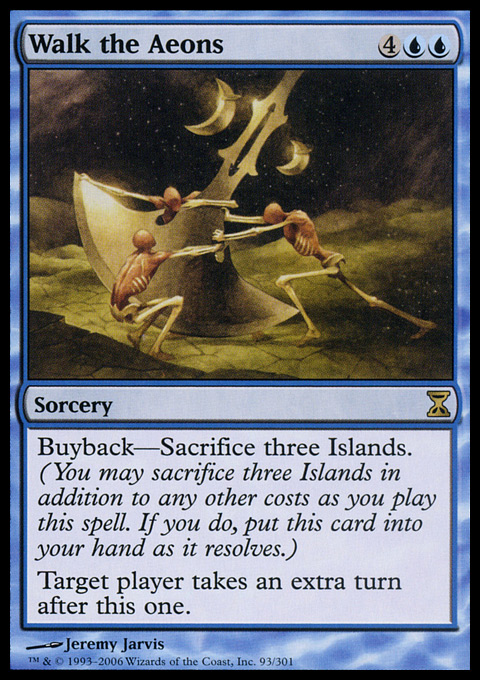 Walk the Aeons 4
Sorcery
Buyback—Sacrifice three Islands.
(You may sacrifice three Islands in
addition to any other costs as you play
this spell. If you do, put this card into
your hand as it resolves.)
Target player takes an extra turn
after this one.
Jeremy Jarvis
™ & © 1993–2006 Wizards of the Coast, Inc. 93/301